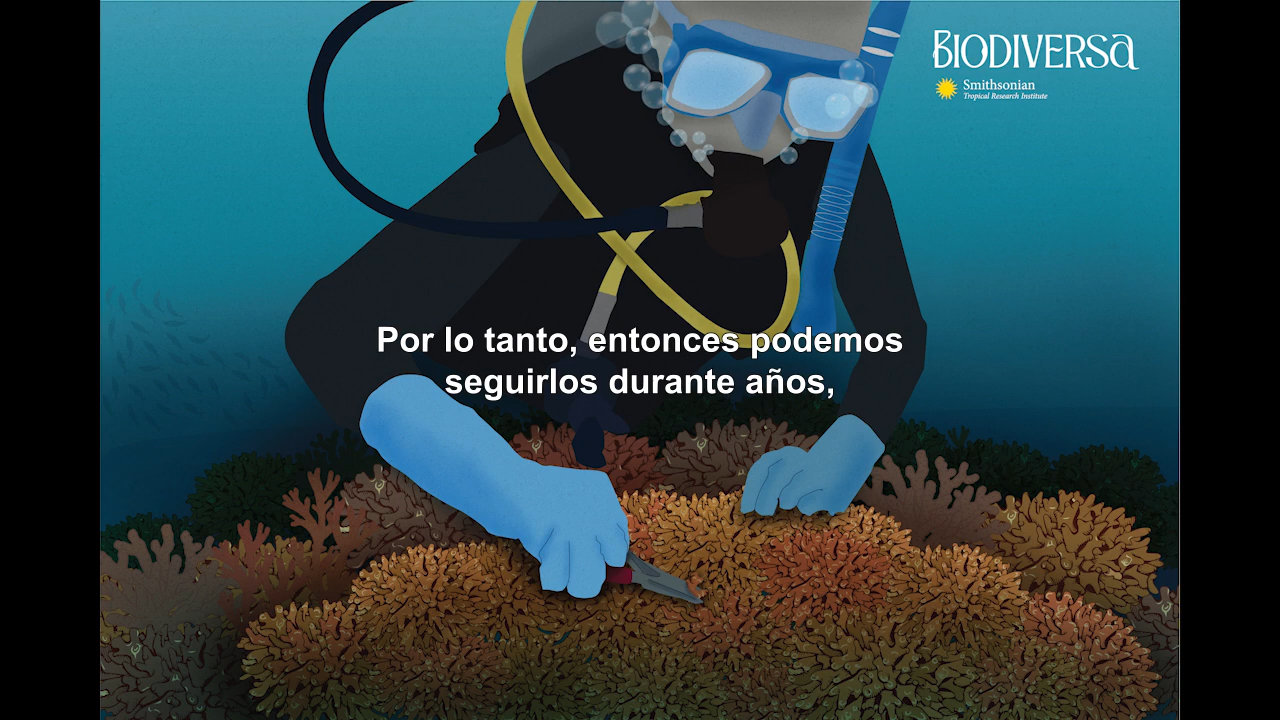 BIODIVERSA
Smithsonian
Tropical Research Institute
Por lo tanto, entonces podemos
seguirlos durante años,